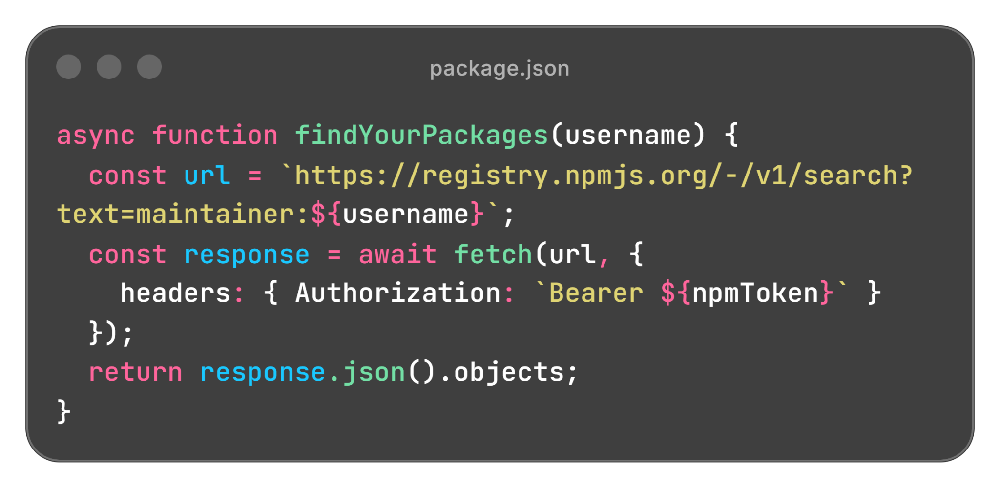 package.json
async function findYourPackages(username) {
  const url = `https://registry.npmjs.org/-/v1/search?
text=maintainer:${username}`;
  const response = await fetch(url, {
    headers: { Authorization: `Bearer ${npmToken}` }
  });
  return response.json().objects;
}